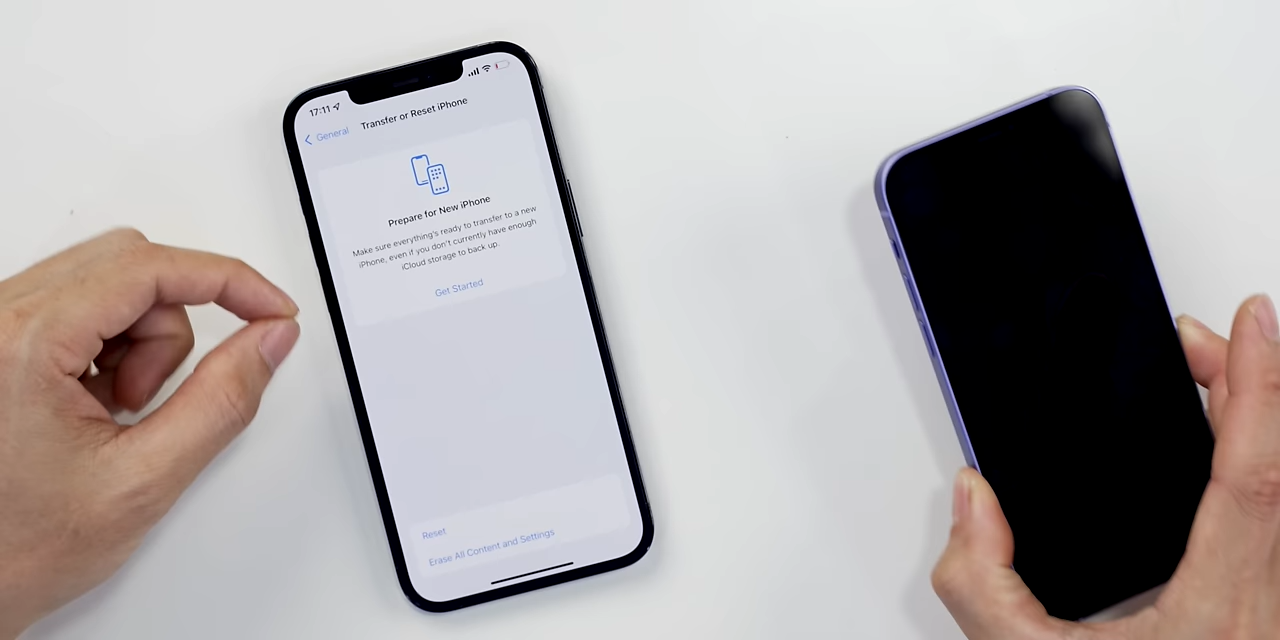 17:11
General
Transfer or Reset iPhone
Prepare for New iPhone
Make sure everything's ready to transfer to a new
iPhone, even if you don't currently have enough
iCloud storage to back up.
Get Started
Reset
Erase All Content and Settings